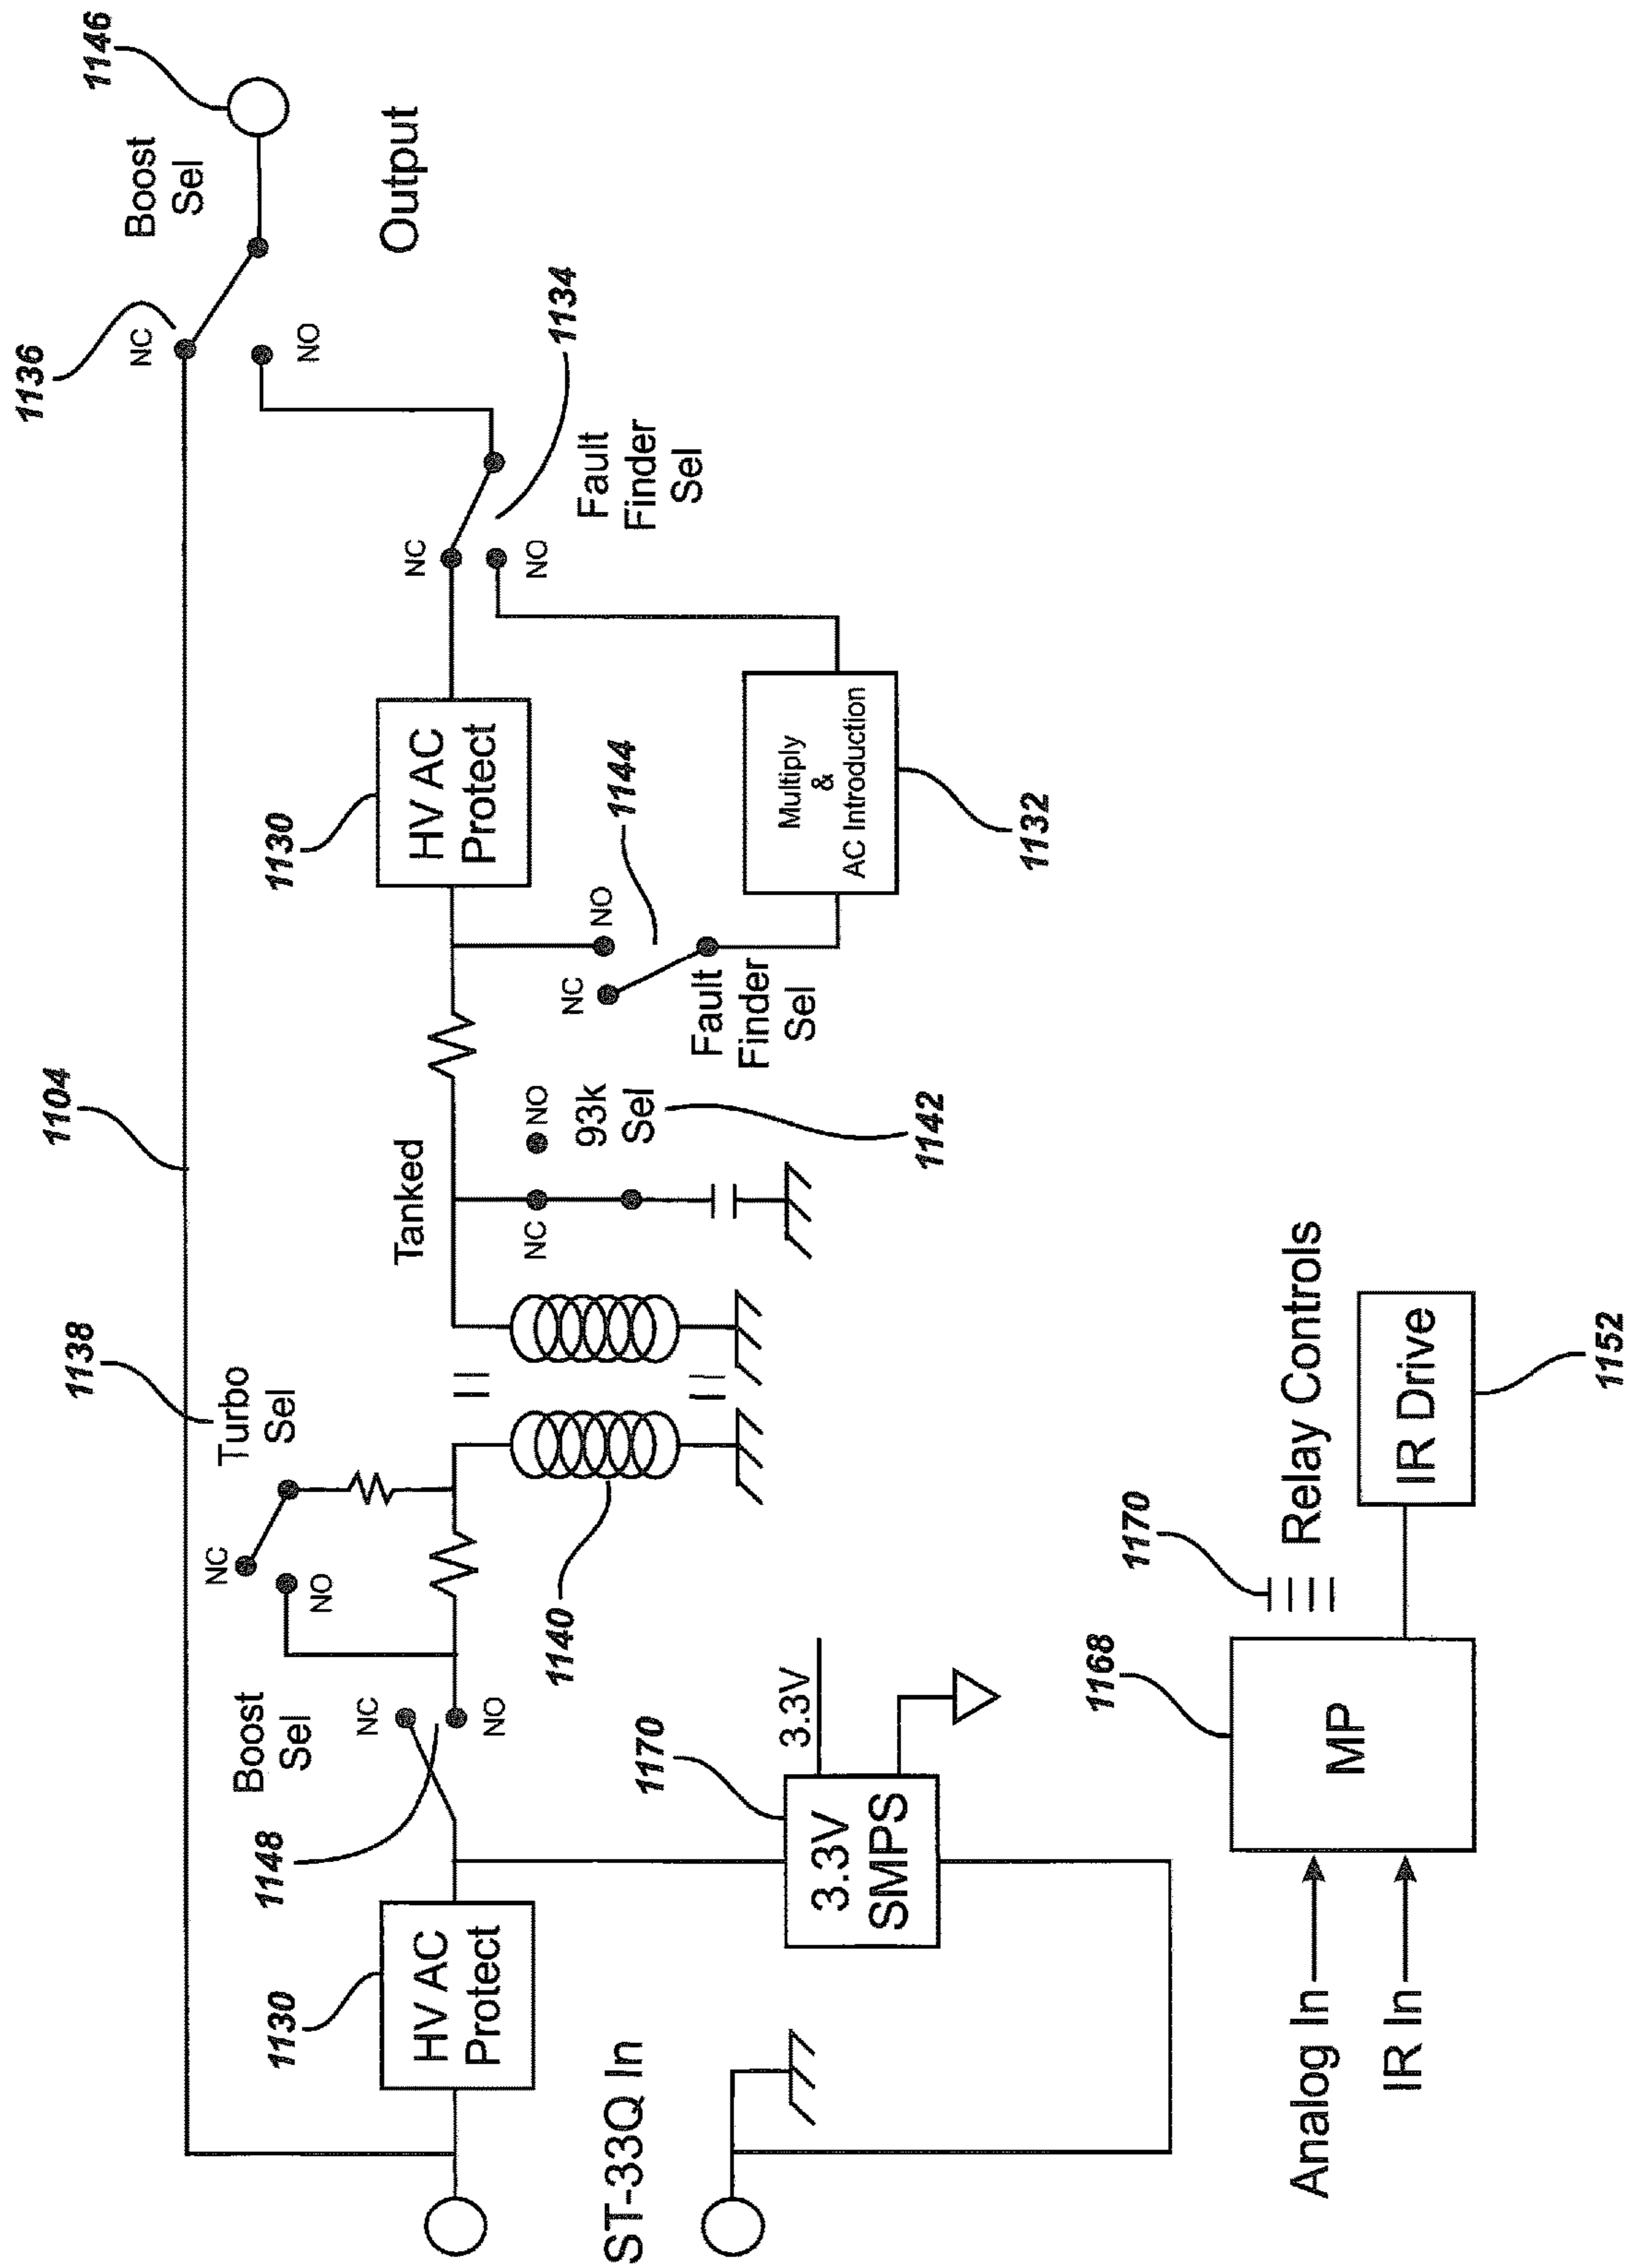 1146
Boost
Sel
Output
1136
NC
NO
1134
Fault
Finder
Sel
NC
NO
1130
HV AC
Protect
1144
Multiply
&
AC Introduction
1132
NO
NC
Fault
Finder
Sel
1104
Tanked
NO
NC
93k
Sel
1142
1138
Turbo
Sel
NC
NO
1140
Boost
Sel
NC
NO
1148
1130
HV AC
Protect
ST-33Q In
1170
3.3V
3.3V
SMPS
1170
Relay Controls
1168
MP
IR Drive
1152
Analog In
IR In